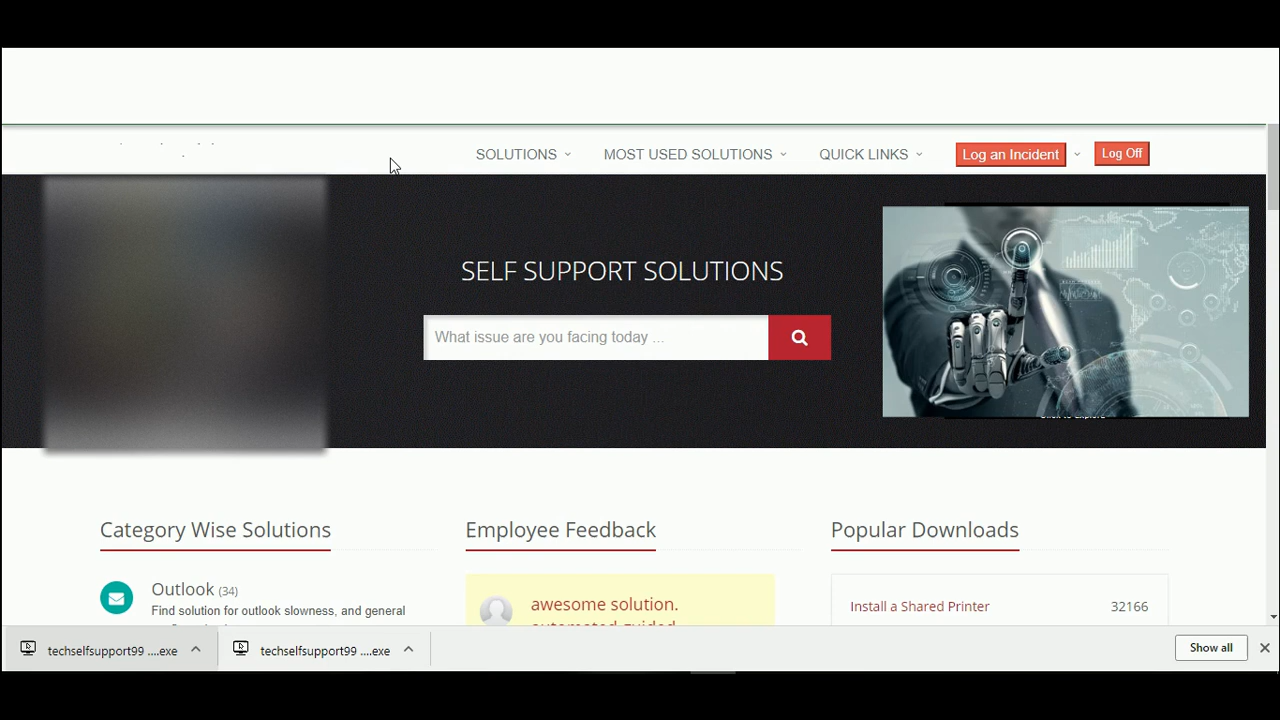 SOLUTIONS MOST USED SOLUTIONS QUICK LINKS Log an Incident Log Off
SELF SUPPORT SOLUTIONS
What issue are you facing today ...
Category Wise Solutions
Outlook (34)
Find solution for outlook slowness, and general
Employee Feedback
awesome solution.
automated guided
Popular Downloads
Install a Shared Printer 32166
techselfsupport99 ....exe techselfsupport99 ....exe Show all